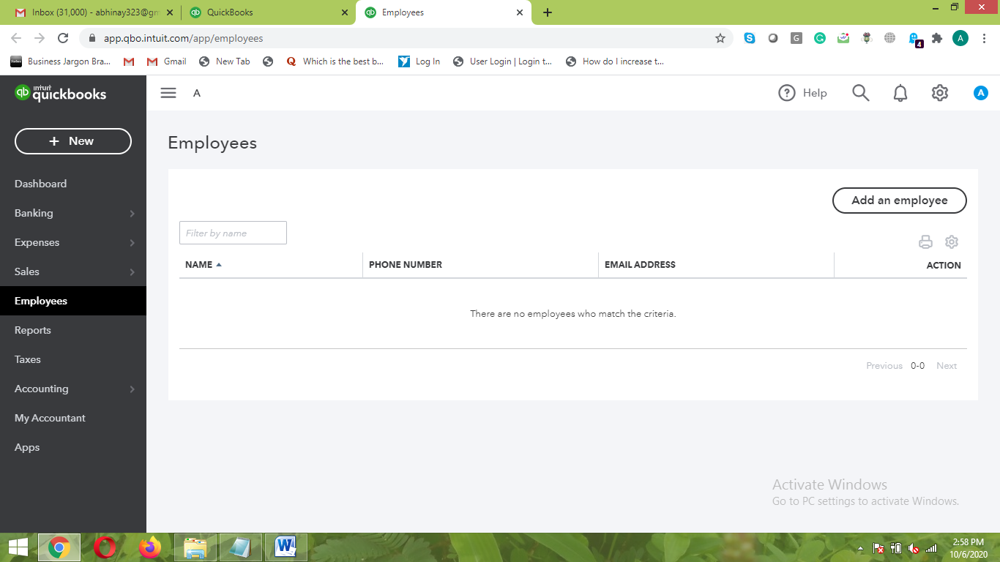 Inbox (31,000) - abhinay323@gm
QuickBooks
Employees
app.qbo.intuit.com/app/employees
G
4
A
Business Jargon Bra...
Gmail
New Tab
Which is the best b...
Log In
User Login | Login t...
How do I increase t...
qb intuit quickbooks
A
Help
A
+ New
Dashboard
Banking
Expenses
Sales
Employees
Reports
Taxes
Accounting
My Accountant
Apps
Employees
Add an employee
Filter by name
NAME PHONE NUMBER EMAIL ADDRESS ACTION
There are no employees who match the criteria.
Previous 0-0 Next
Activate Windows
Go to PC settings to activate Windows.
2:58 PM
10/6/2020